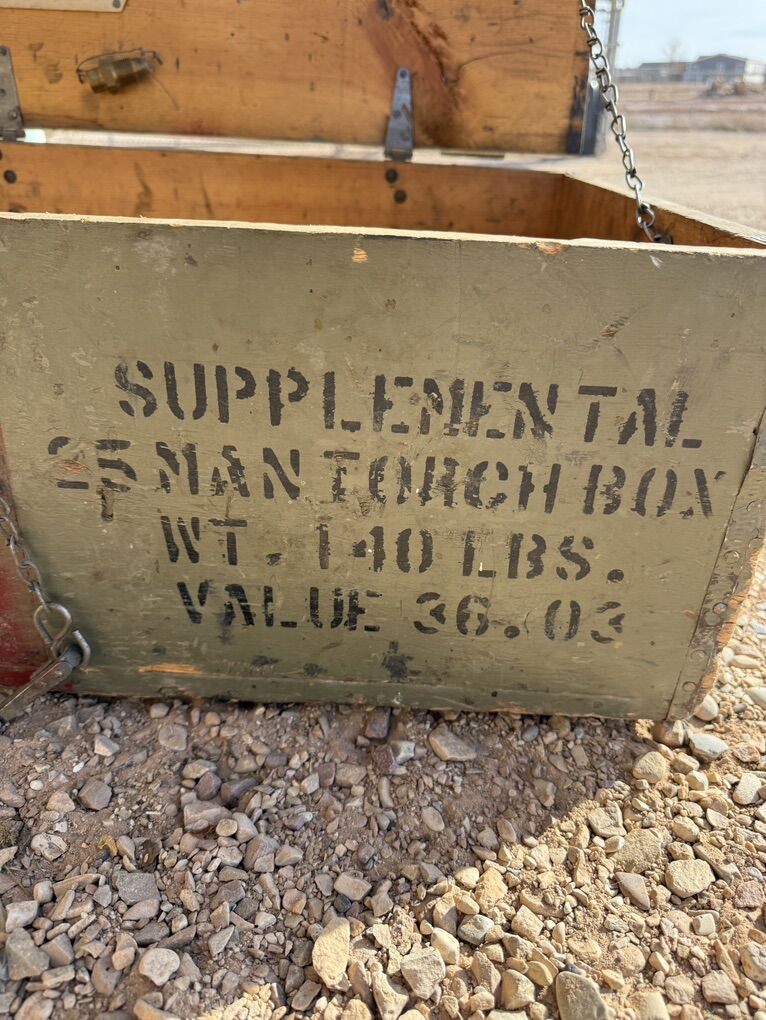 SUPPLEMENTAL
25 MAN TORCH BOX
WT. 140 LBS.
VALUE 36.03